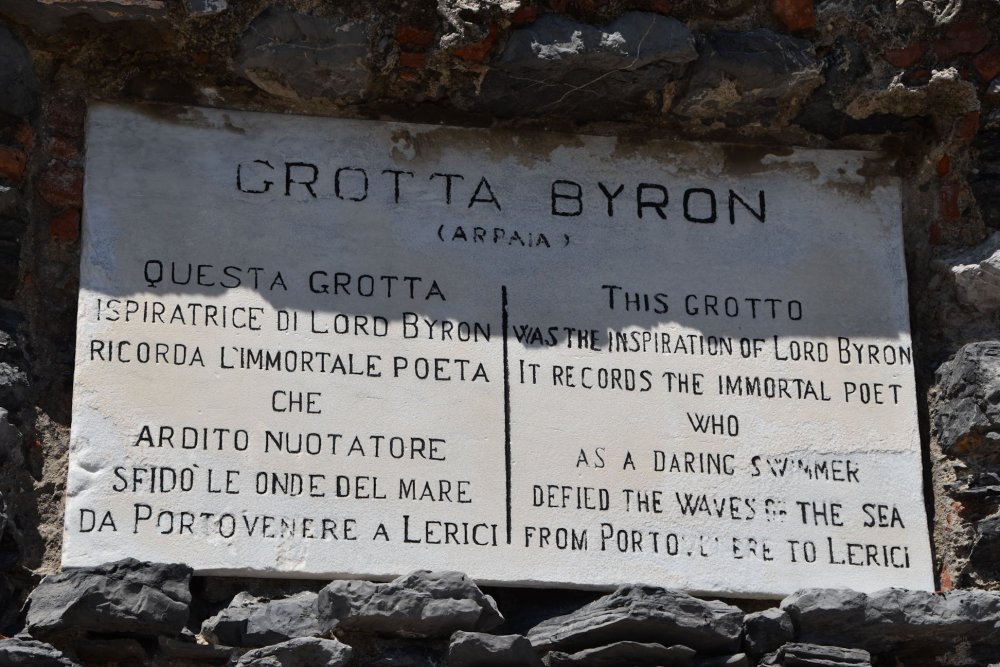 GROTTA BYRON
(ARPAIA)
QUESTA GROTTA
ISPIRATRICE DI LORD BYRON
RICORDA L'IMMORTALE POETA
CHE
ARDITO NUOTATORE
SFIDÒ LE ONDE DEL MARE
DA PORTOVENERE A LERICI
THIS GROTTO
WAS THE INSPIRATION OF LORD BYRON
IT RECORDS THE IMMORTAL POET
WHO
AS A DARING SWIMMER
DEFIED THE WAVES OF THE SEA
FROM PORTOVENERE TO LERICI